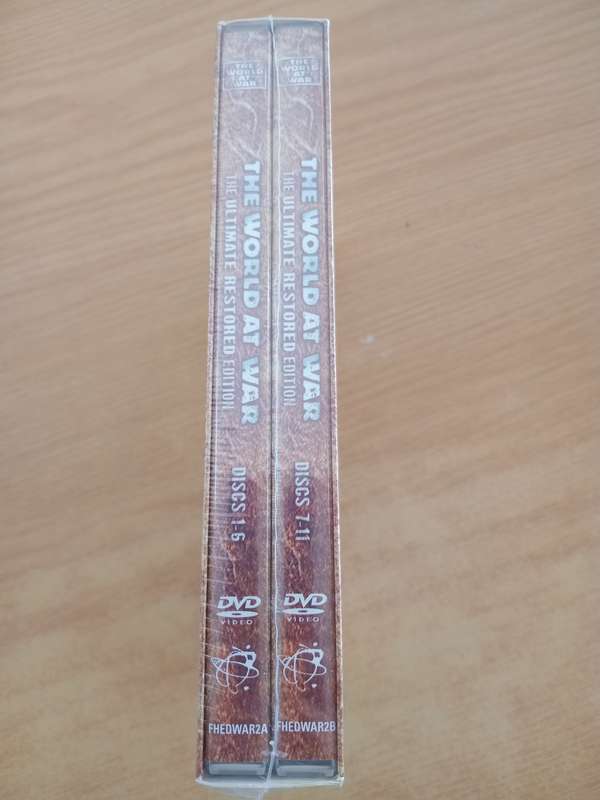 THE
WORLD
AT
WAR
THE WORLD AT WAR
THE ULTIMATE RESTORED EDITION
DISCS 1-6
DVD
VIDEO
FHEDWAR2A
THE
WORLD
AT
WAR
THE WORLD AT WAR
THE ULTIMATE RESTORED EDITION
DISCS 7-11
DVD
VIDEO
FHEDWAR2B